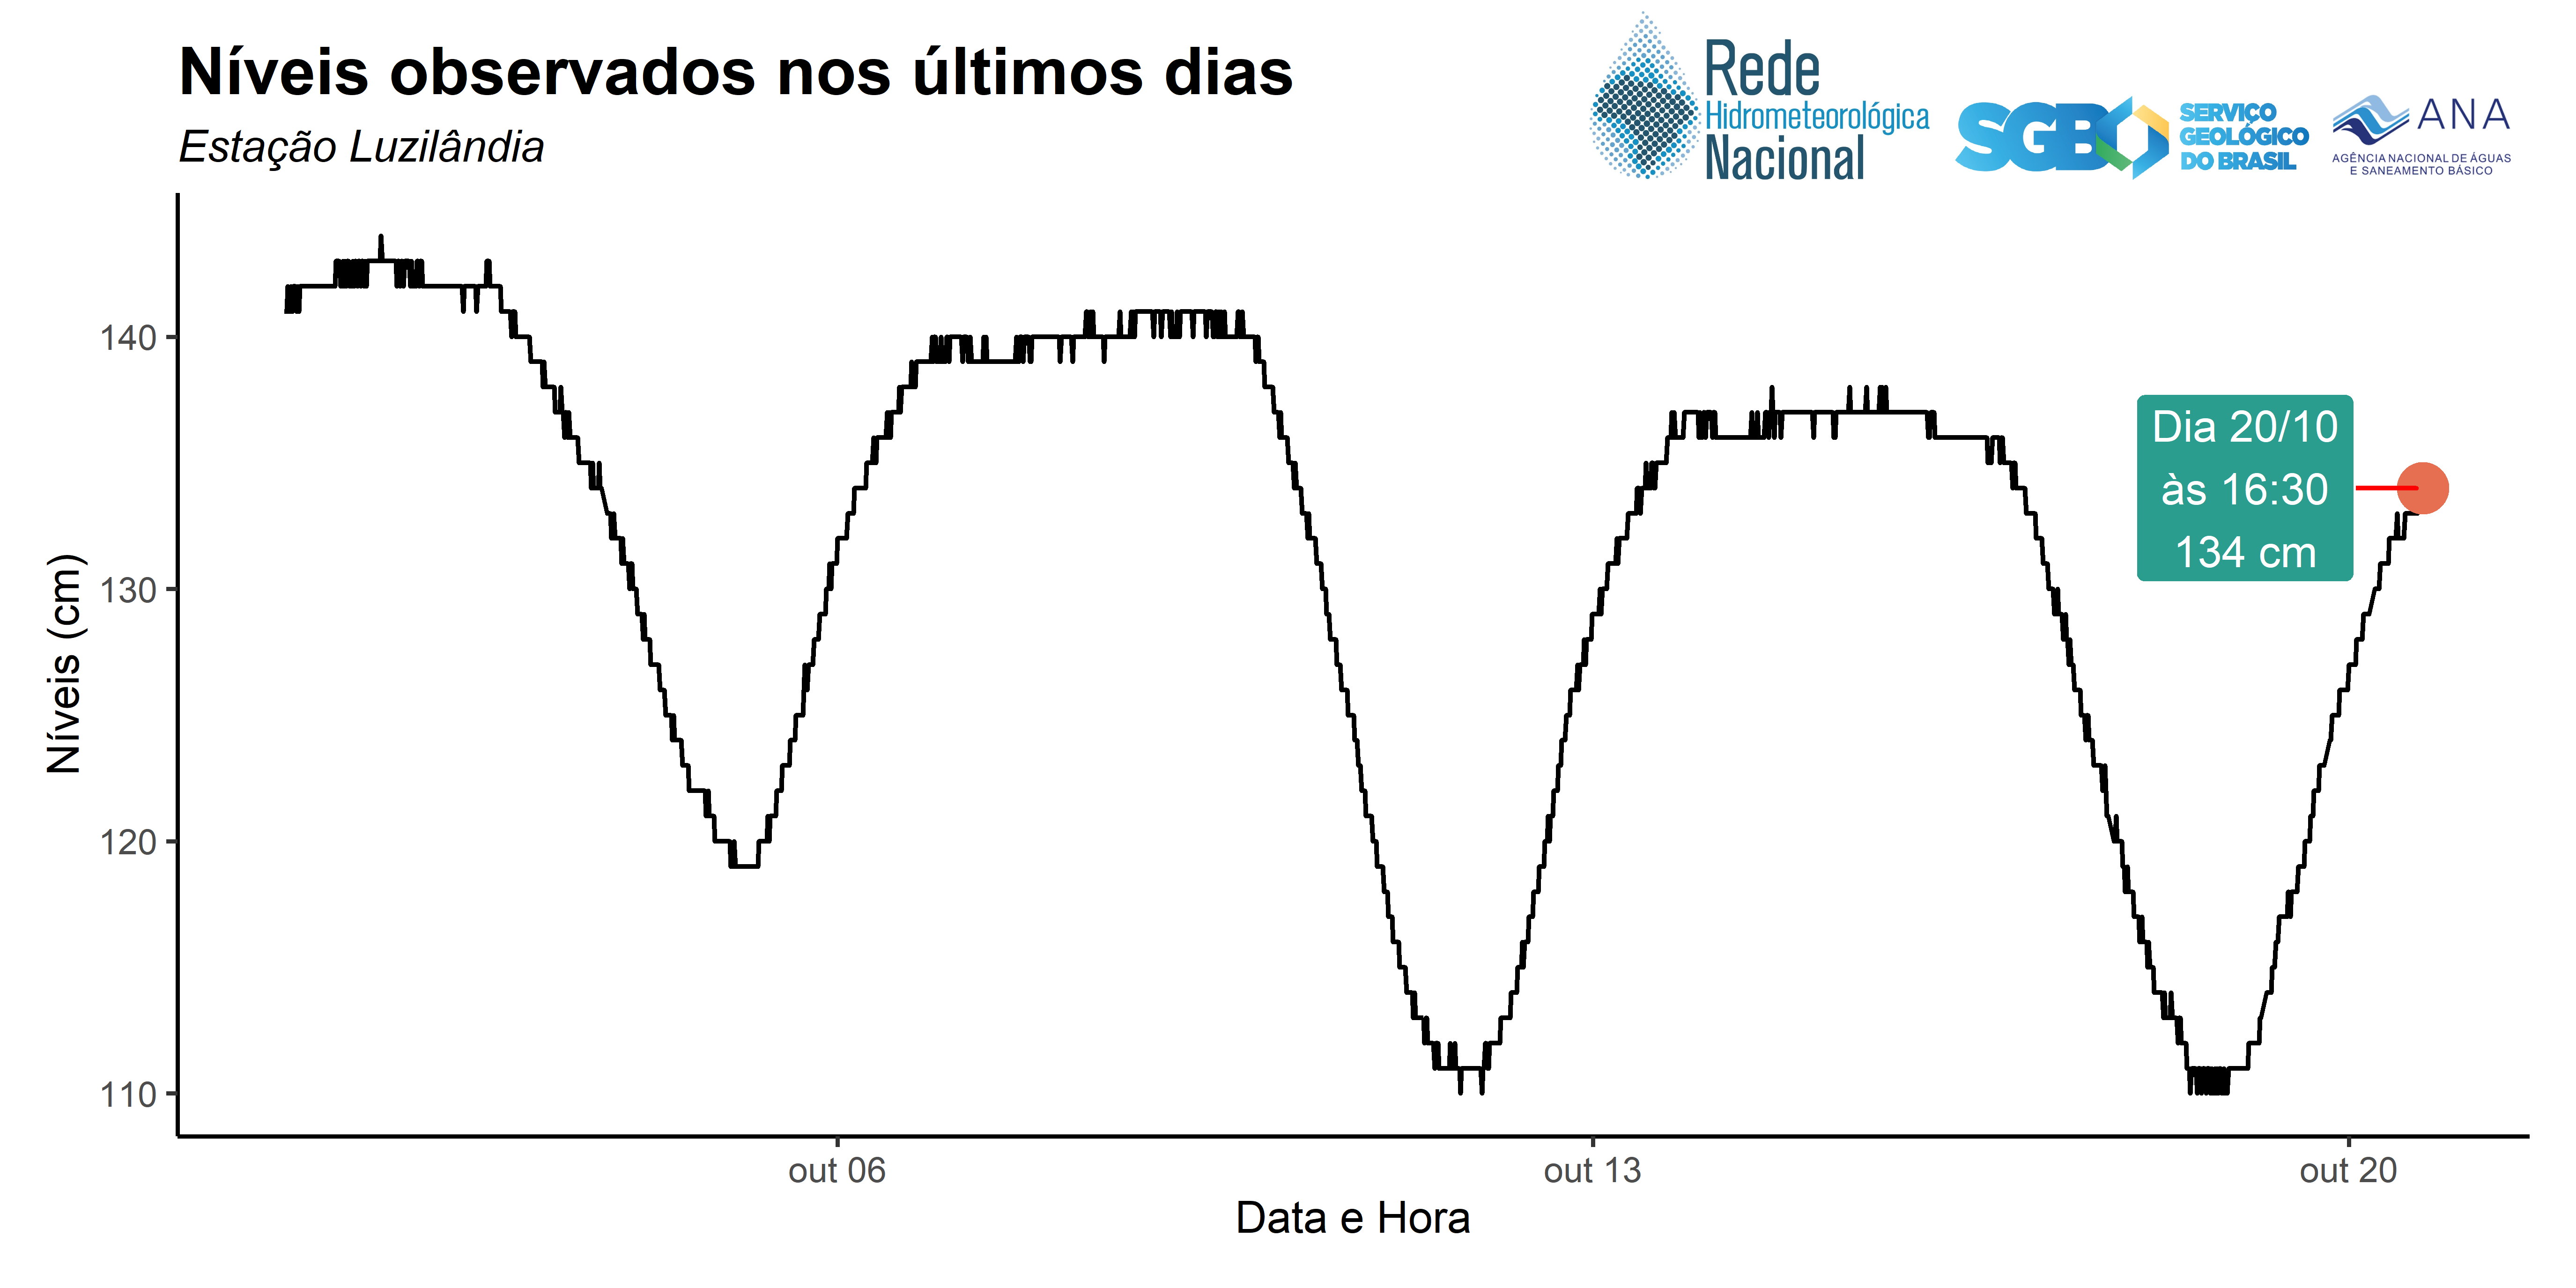 Níveis observados nos últimos dias
Estação Luzilândia
Rede
Hidrometeorológica
Nacional
SGB
SERVIÇO
GEOLÓGICO
DO BRASIL
ANA
AGÊNCIA NACIONAL DE ÁGUAS
E SANEAMENTO BÁSICO
Níveis (cm)
140
130
120
110
Dia 20/10
às 16:30
134 cm
out 06
out 13
out 20
Data e Hora